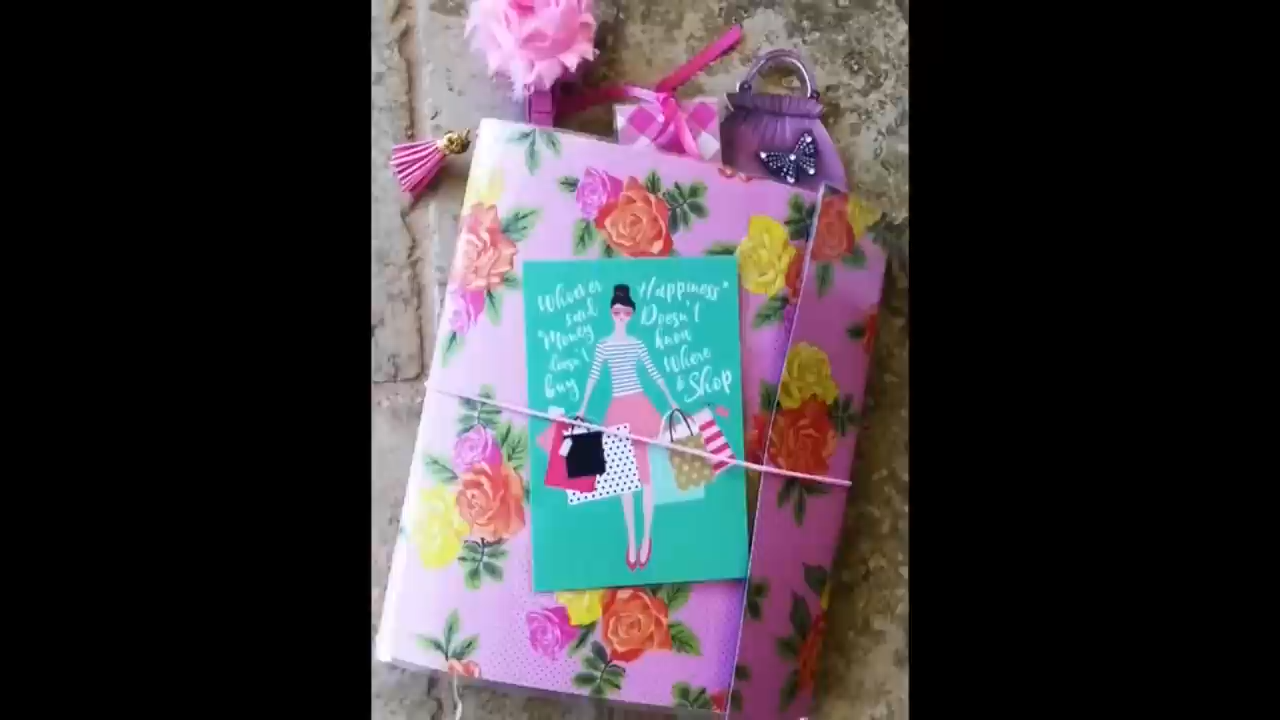 Whoever
said
"Money
doesn't
buy
Happiness"
Doesn't
know
Where
to Shop